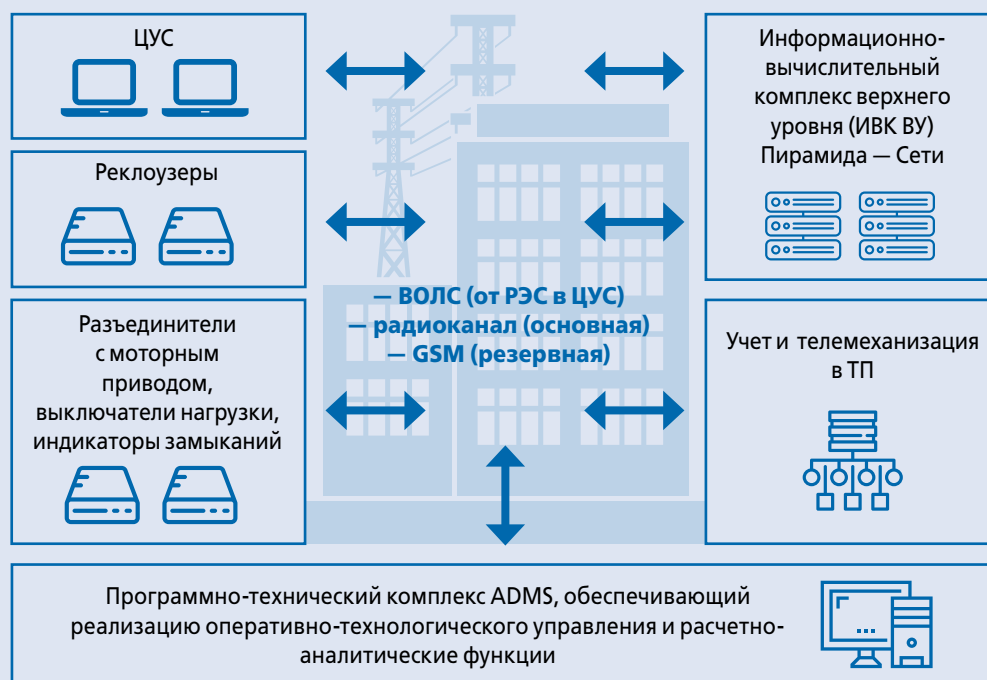 ЦУС
Реклоузеры
Разъединители
с моторным
приводом,
выключатели нагрузки,
индикаторы замыканий
— ВОЛС (от РЭС в ЦУС)
— радиоканал (основная)
— GSM (резервная)
Информационно-
вычислительный
комплекс верхнего
уровня (ИВК ВУ)
Пирамида — Сети
Учет и телемеханизация
в ТП
Программно-технический комплекс ADMS, обеспечивающий
реализацию оперативно-технологического управления и расчетно-
аналитические функции